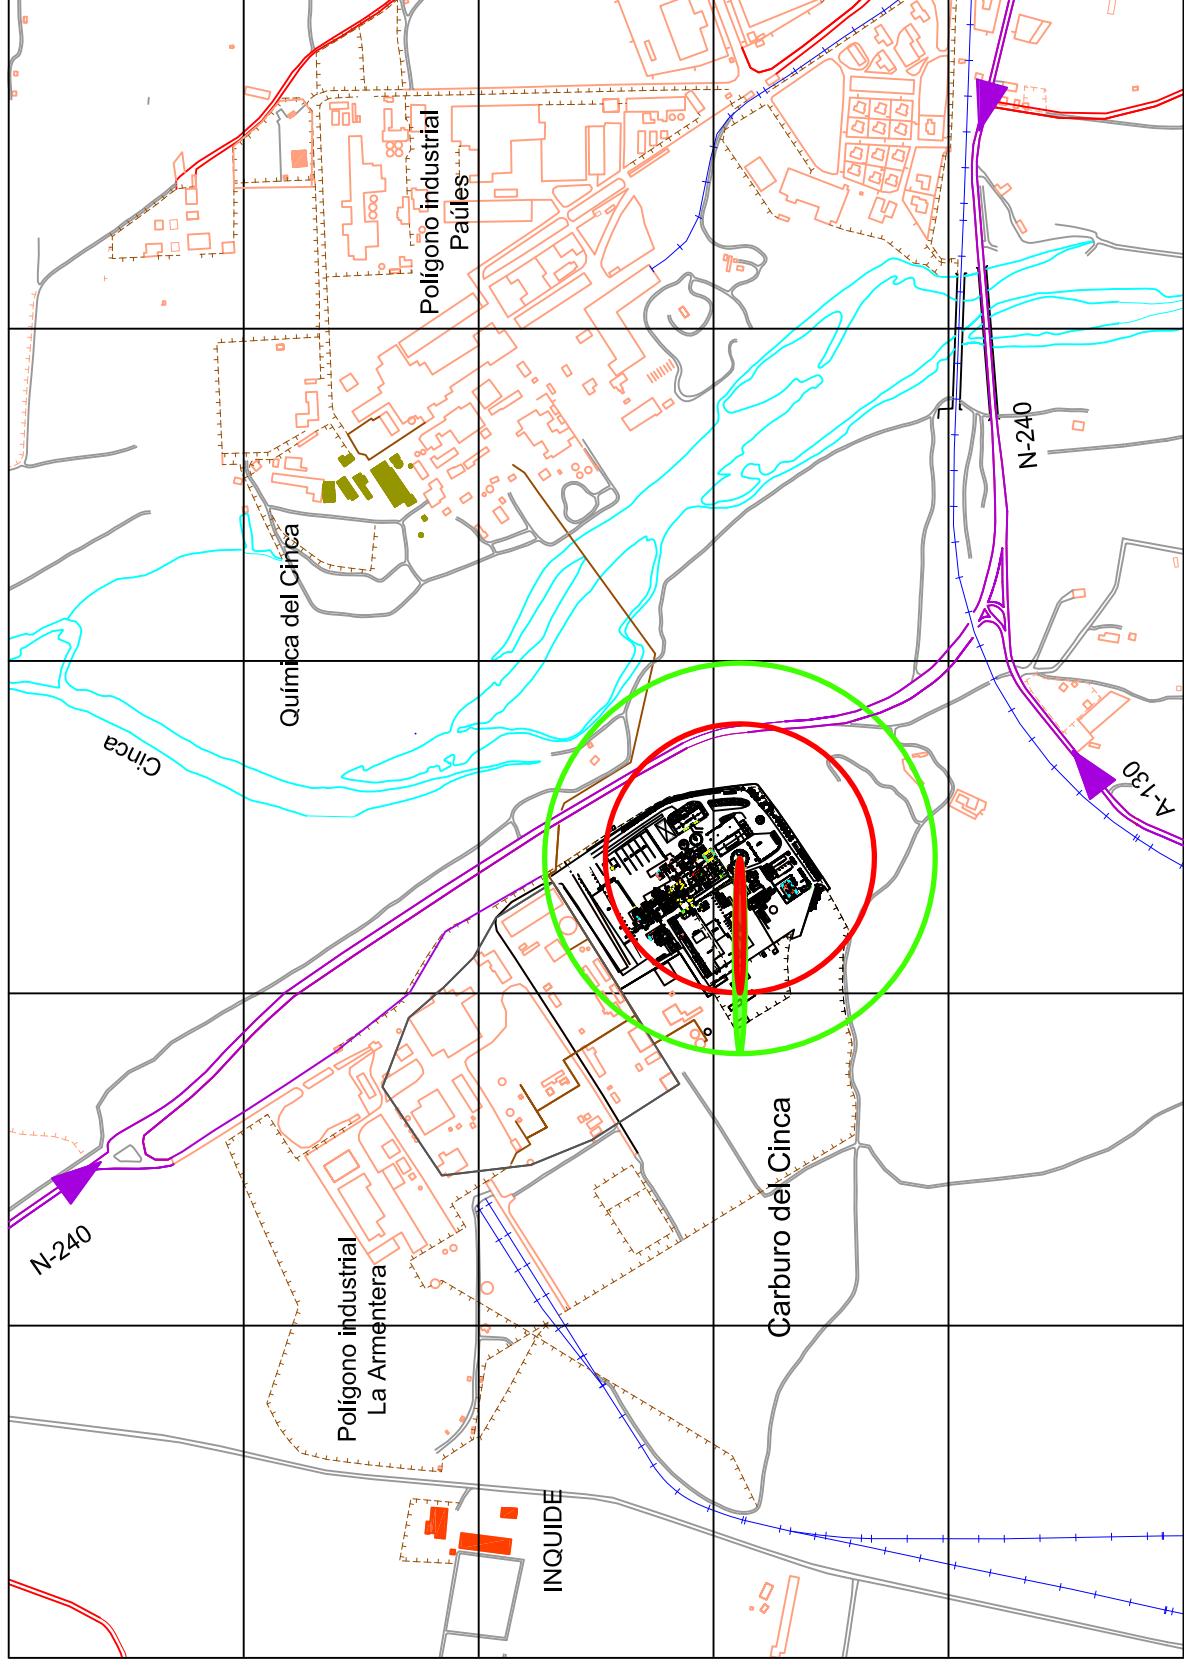 Polígono industrial
Paúles
N-240
Química del Cinca
Cinca
A-130
Carburo del Cinca
N-240
Polígono industrial
La Armentera
INQUIDE